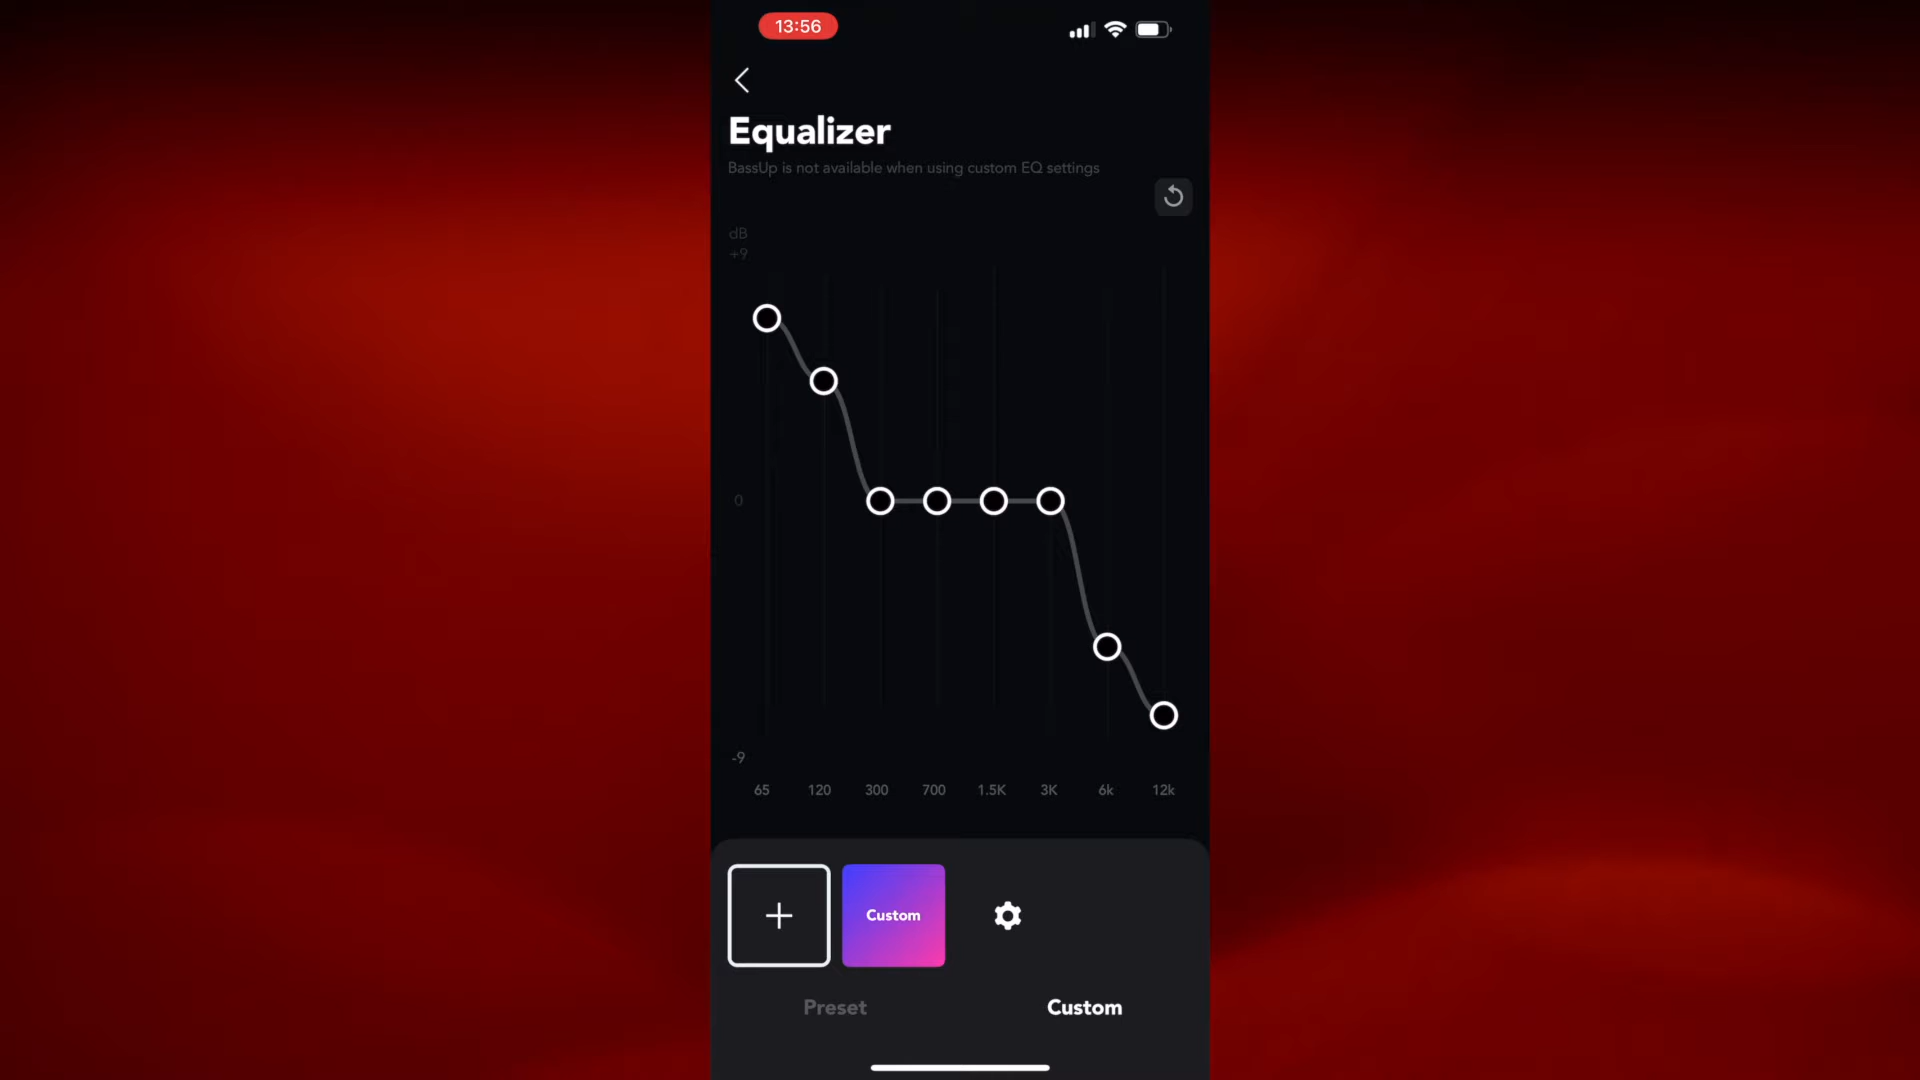 13:56
Equalizer
BassUp is not available when using custom EQ settings
dB
+9
0
-9
65 120 300 700 1.5K 3K 6k 12k
Custom
Preset Custom